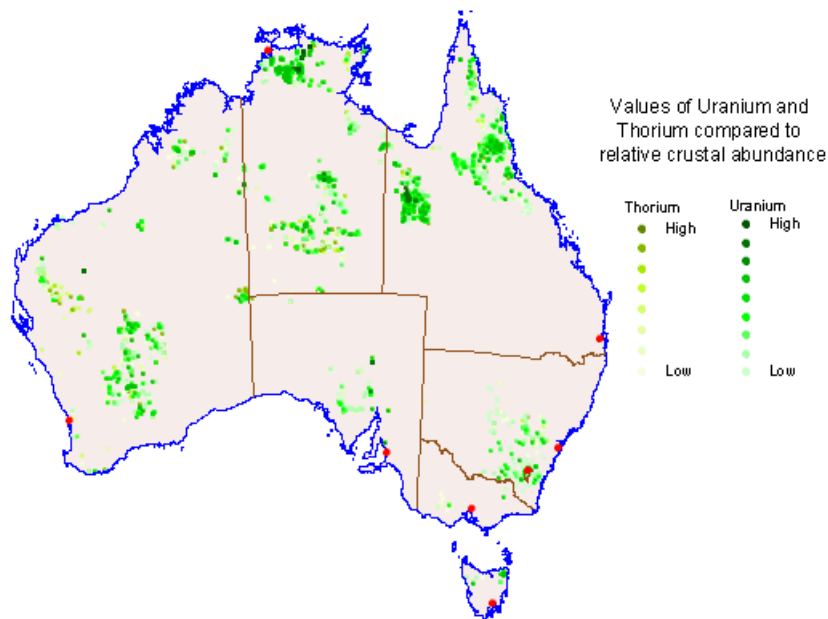 Values of Uranium and
Thorium compared to
relative crustal abundance
Thorium
Uranium
High
High
Low
Low